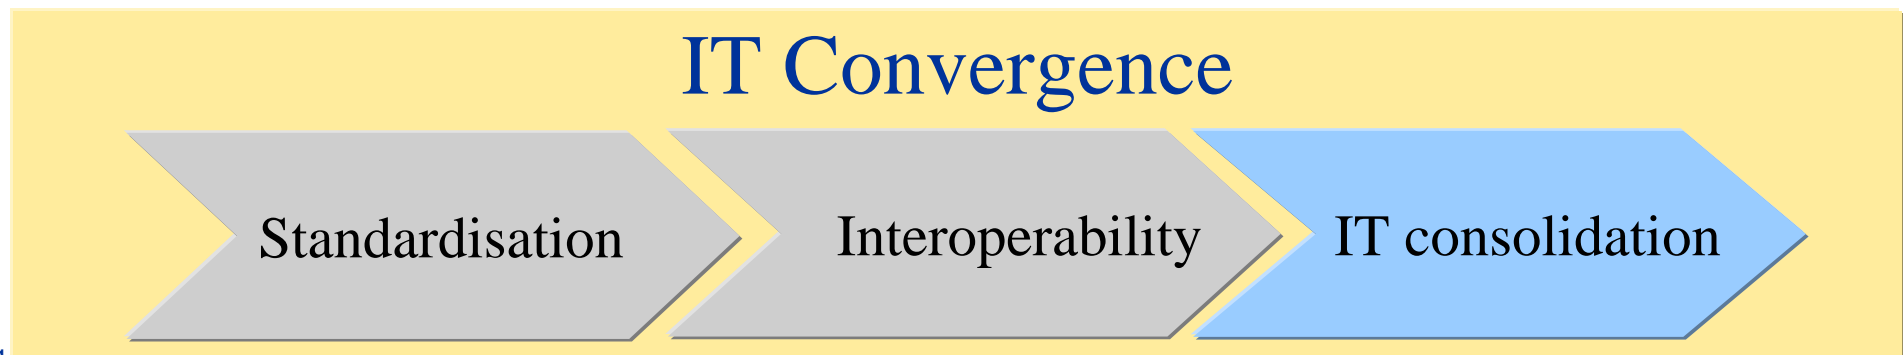 IT Convergence
Standardisation
Interoperability
IT consolidation